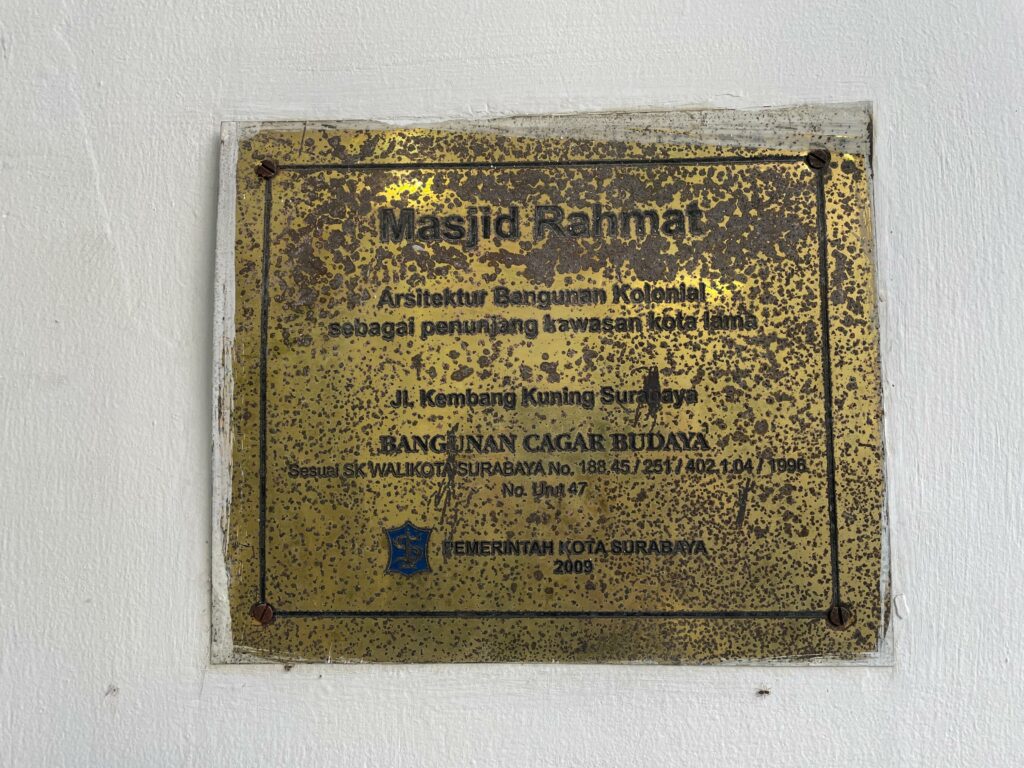 Masjid Rahmat
Arsitektur Bangunan Kolonial
sebagai penunjang kawasan kota lama
Jl. Kembang Kuning Surabaya
BANGUNAN CAGAR BUDAYA
Sesuai SK WALIKOTA SURABAYA No. 188.45 / 251 / 402.1.04 / 1996
No. Urut 47
PEMERINTAH KOTA SURABAYA
2009